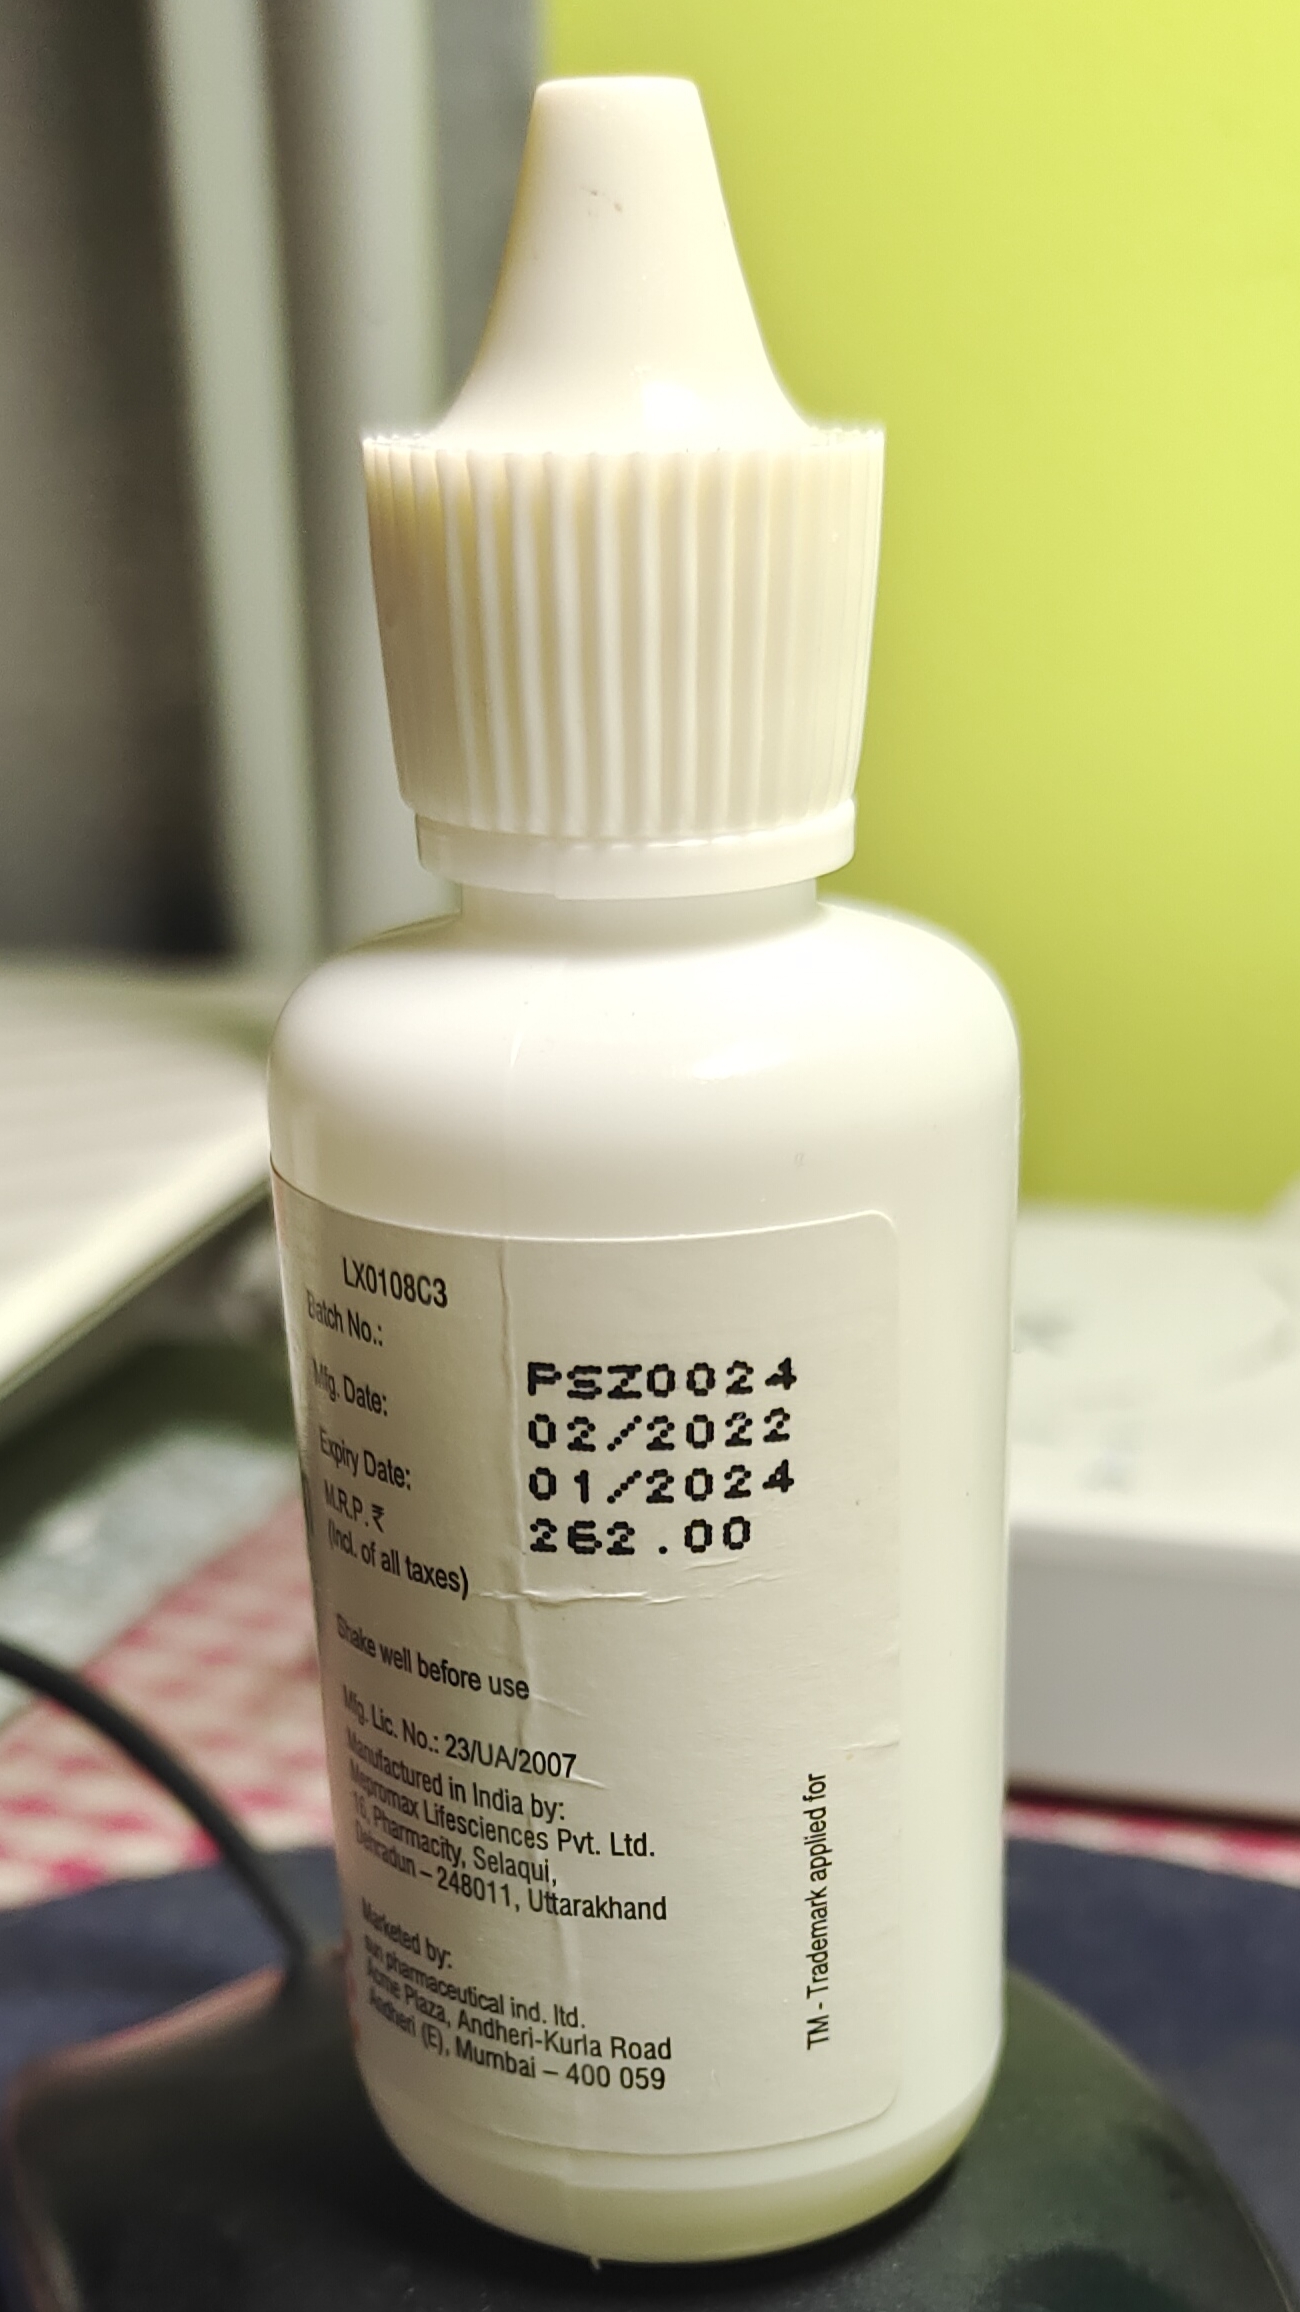 LX0108C3
Batch No.: PSZ0024
Mfg. Date: 02/2022
Expiry Date: 01/2024
M.R.P. ₹ 262.00
(Incl. of all taxes)
Shake well before use
Mfg. Lic. No.: 23/UA/2007
Manufactured in India by:
Mepromax Lifesciences Pvt. Ltd.
16, Pharmacity, Selaqui,
Dehradun – 248011, Uttarakhand
Marketed by:
sun pharmaceutical ind. ltd.
Acme Plaza, Andheri-Kurla Road
Andheri (E), Mumbai – 400 059
TM - Trademark applied for